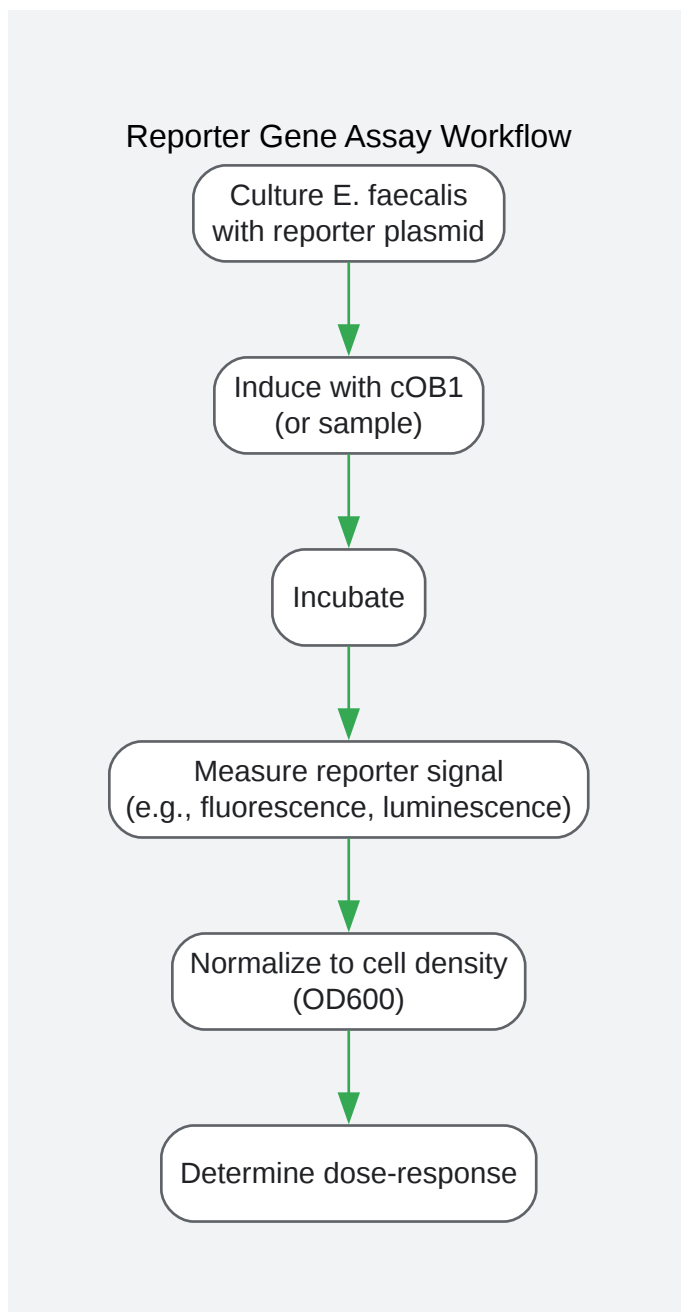 Reporter Gene Assay Workflow
Culture E. faecalis
with reporter plasmid
Induce with cOB1
(or sample)
Incubate
Measure reporter signal
(e.g., fluorescence, luminescence)
Normalize to cell density
(OD600)
Determine dose-response